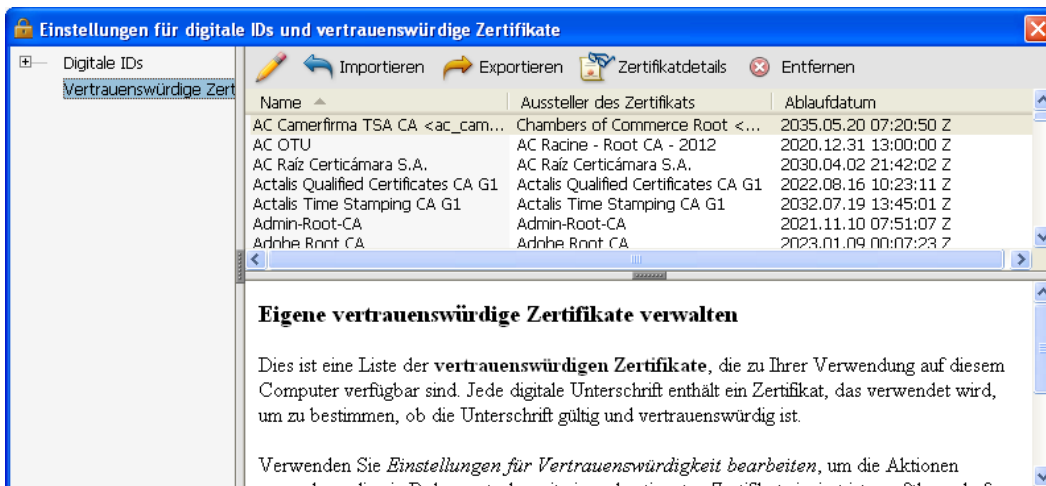 Einstellungen für digitale IDs und vertrauenswürdige Zertifikate
Digitale IDs
Vertrauenswürdige Zert
Importieren Exportieren Zertifikatdetails Entfernen
Name Aussteller des Zertifikats Ablaufdatum
AC Camerfirma TSA CA <ac_cam... Chambers of Commerce Root <... 2035.05.20 07:20:50 Z
AC OTU AC Racine - Root CA - 2012 2020.12.31 13:00:00 Z
AC Raíz Certicámara S.A. AC Raíz Certicámara S.A. 2030.04.02 21:42:02 Z
Actalis Qualified Certificates CA G1 Actalis Qualified Certificates CA G1 2022.08.16 10:23:11 Z
Actalis Time Stamping CA G1 Actalis Time Stamping CA G1 2032.07.19 13:45:01 Z
Admin-Root-CA Admin-Root-CA 2021.11.10 07:51:07 Z
Adobe Root CA Adobe Root CA 2023.01.09 00:07:23 Z
Eigene vertrauenswürdige Zertifikate verwalten
Dies ist eine Liste der vertrauenswürdigen Zertifikate, die zu Ihrer Verwendung auf diesem
Computer verfügbar sind. Jede digitale Unterschrift enthält ein Zertifikat, das verwendet wird,
um zu bestimmen, ob die Unterschrift gültig und vertrauenswürdig ist.
Verwenden Sie Einstellungen für Vertrauenswürdigkeit bearbeiten, um die Aktionen